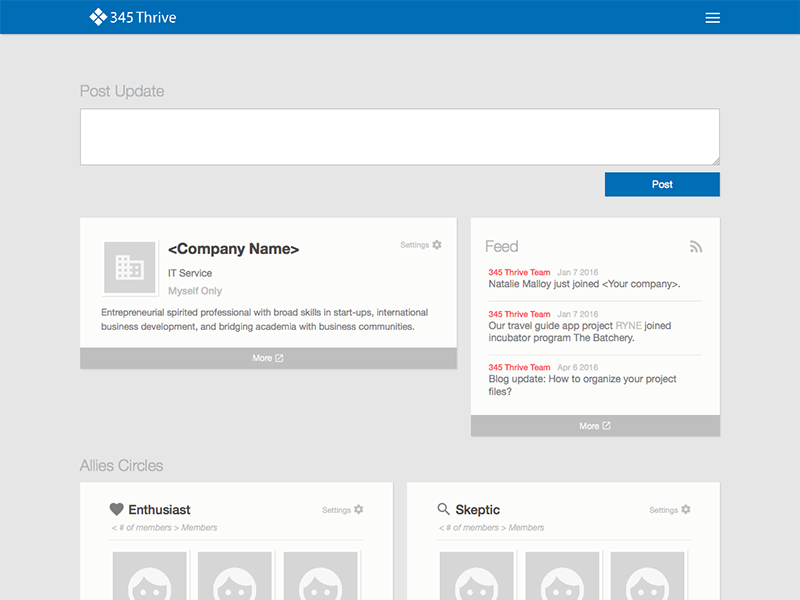 345 Thrive
Post Update
Post
<Company Name>
Settings
IT Service
Myself Only
Entrepreneurial spirited professional with broad skills in start-ups, international
business development, and bridging academia with business communities.
More
Feed
345 Thrive Team Jan 7 2016
Natalie Malloy just joined <Your company>.
345 Thrive Team Jan 7 2016
Our travel guide app project RYNE joined
incubator program The Batchery.
345 Thrive Team Apr 6 2016
Blog update: How to organize your project
files?
More
Allies Circles
Enthusiast
Settings
< # of members > Members
Skeptic
Settings
< # of members > Members